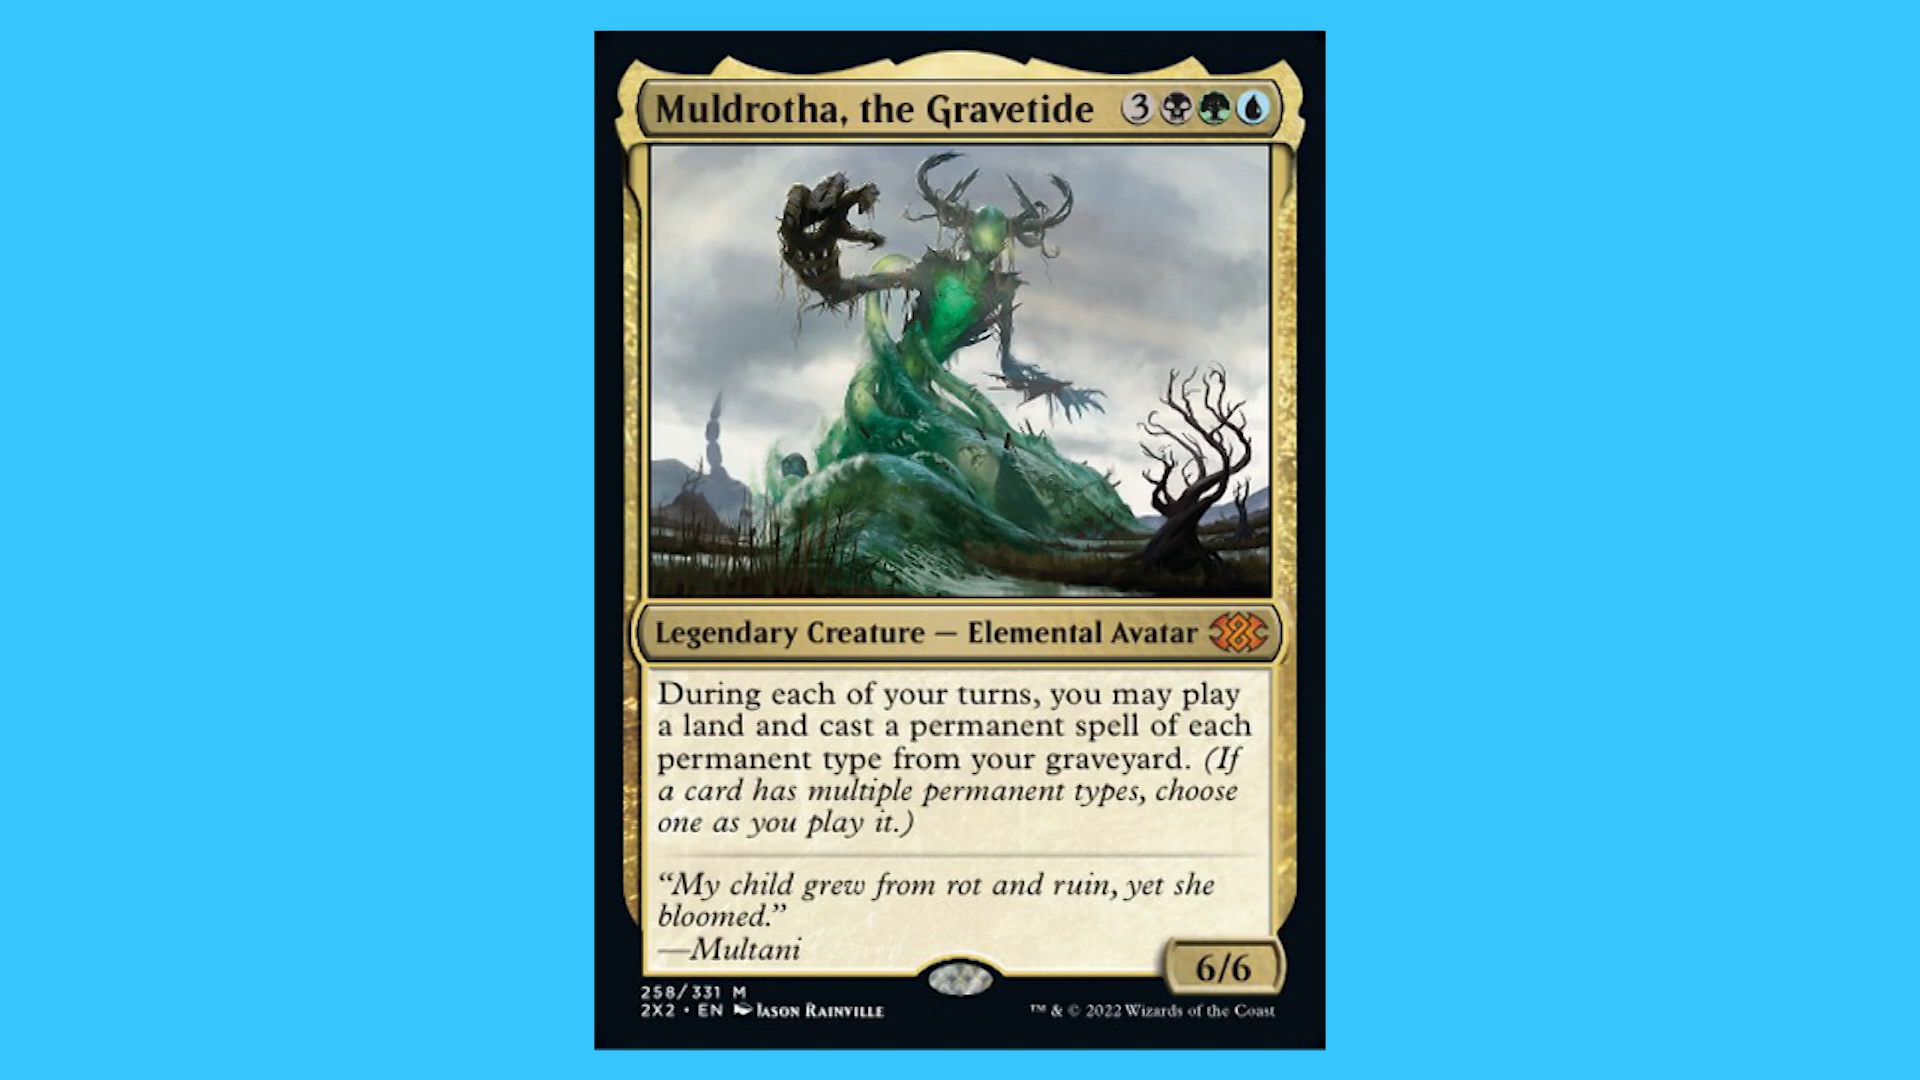 Muldrotha, the Gravetide 3
Legendary Creature — Elemental Avatar
During each of your turns, you may play
a land and cast a permanent spell of each
permanent type from your graveyard. (If
a card has multiple permanent types, choose
one as you play it.)
“My child grew from rot and ruin, yet she
bloomed.”
—Multani
6/6
258/331 M
2X2 • EN Jason Rainville
™ & © 2022 Wizards of the Coast